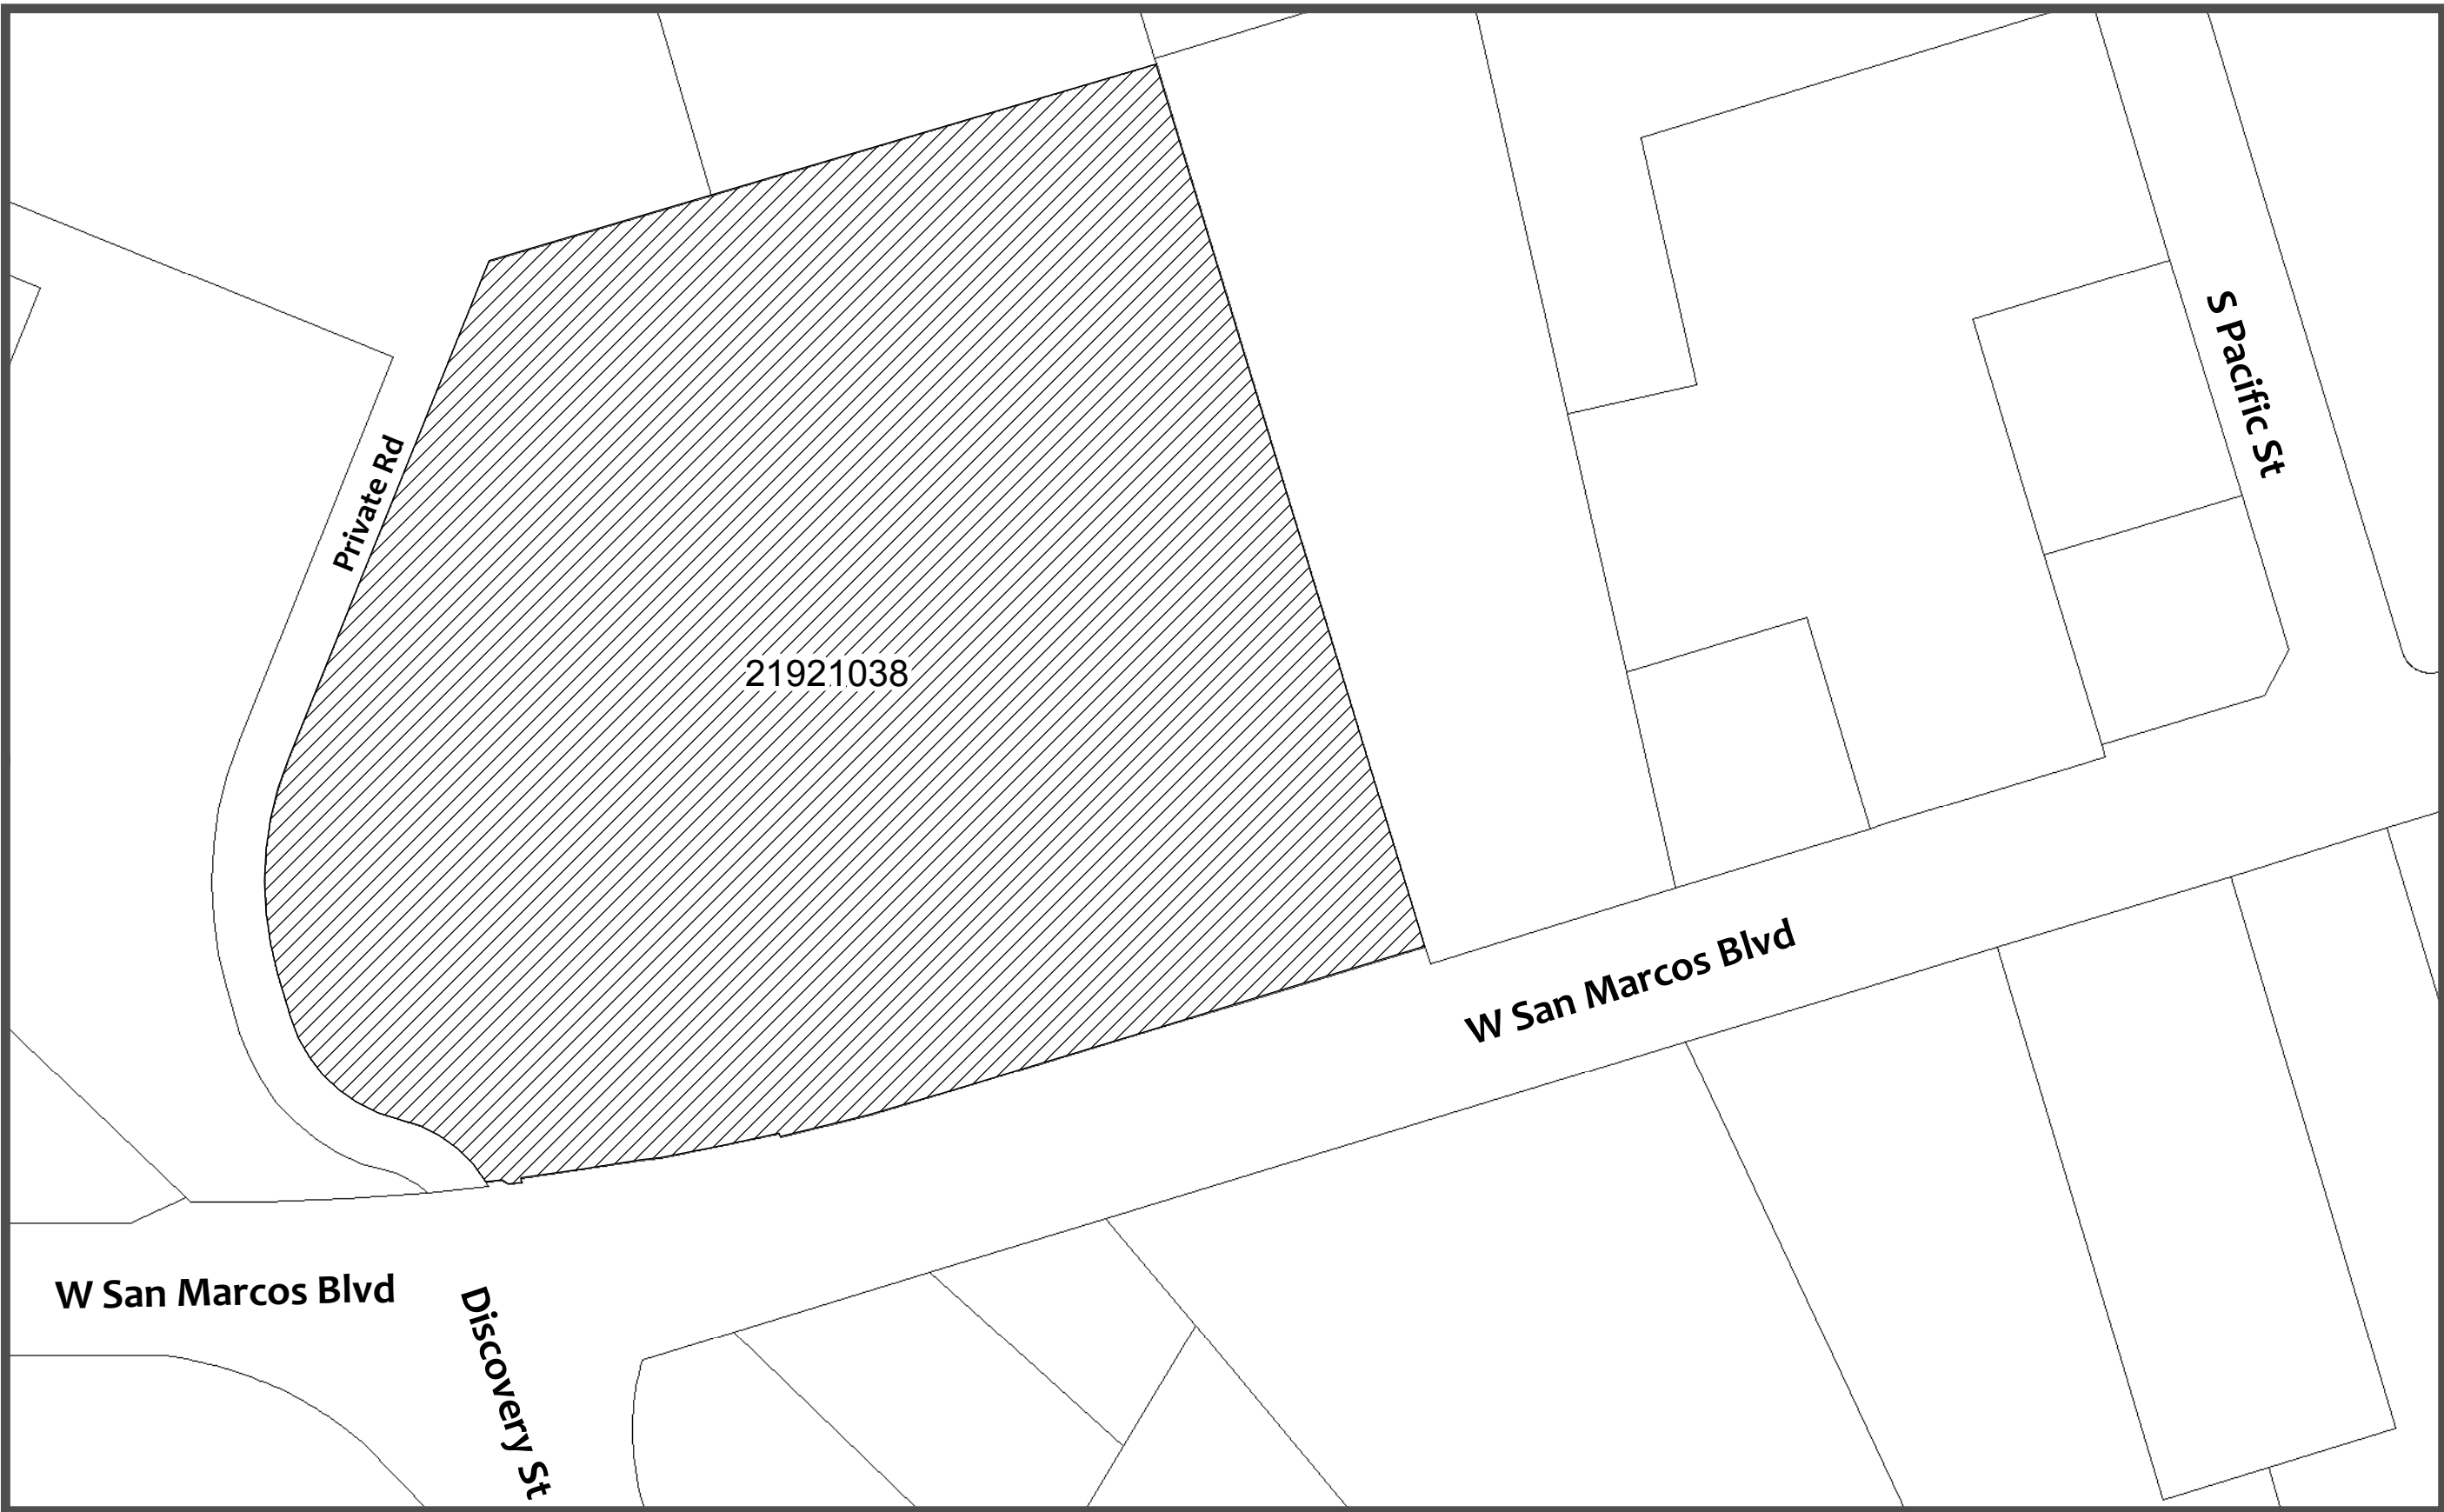 S Pacific St
Private Rd
21921038
W San Marcos Blvd
W San Marcos Blvd
Discovery St